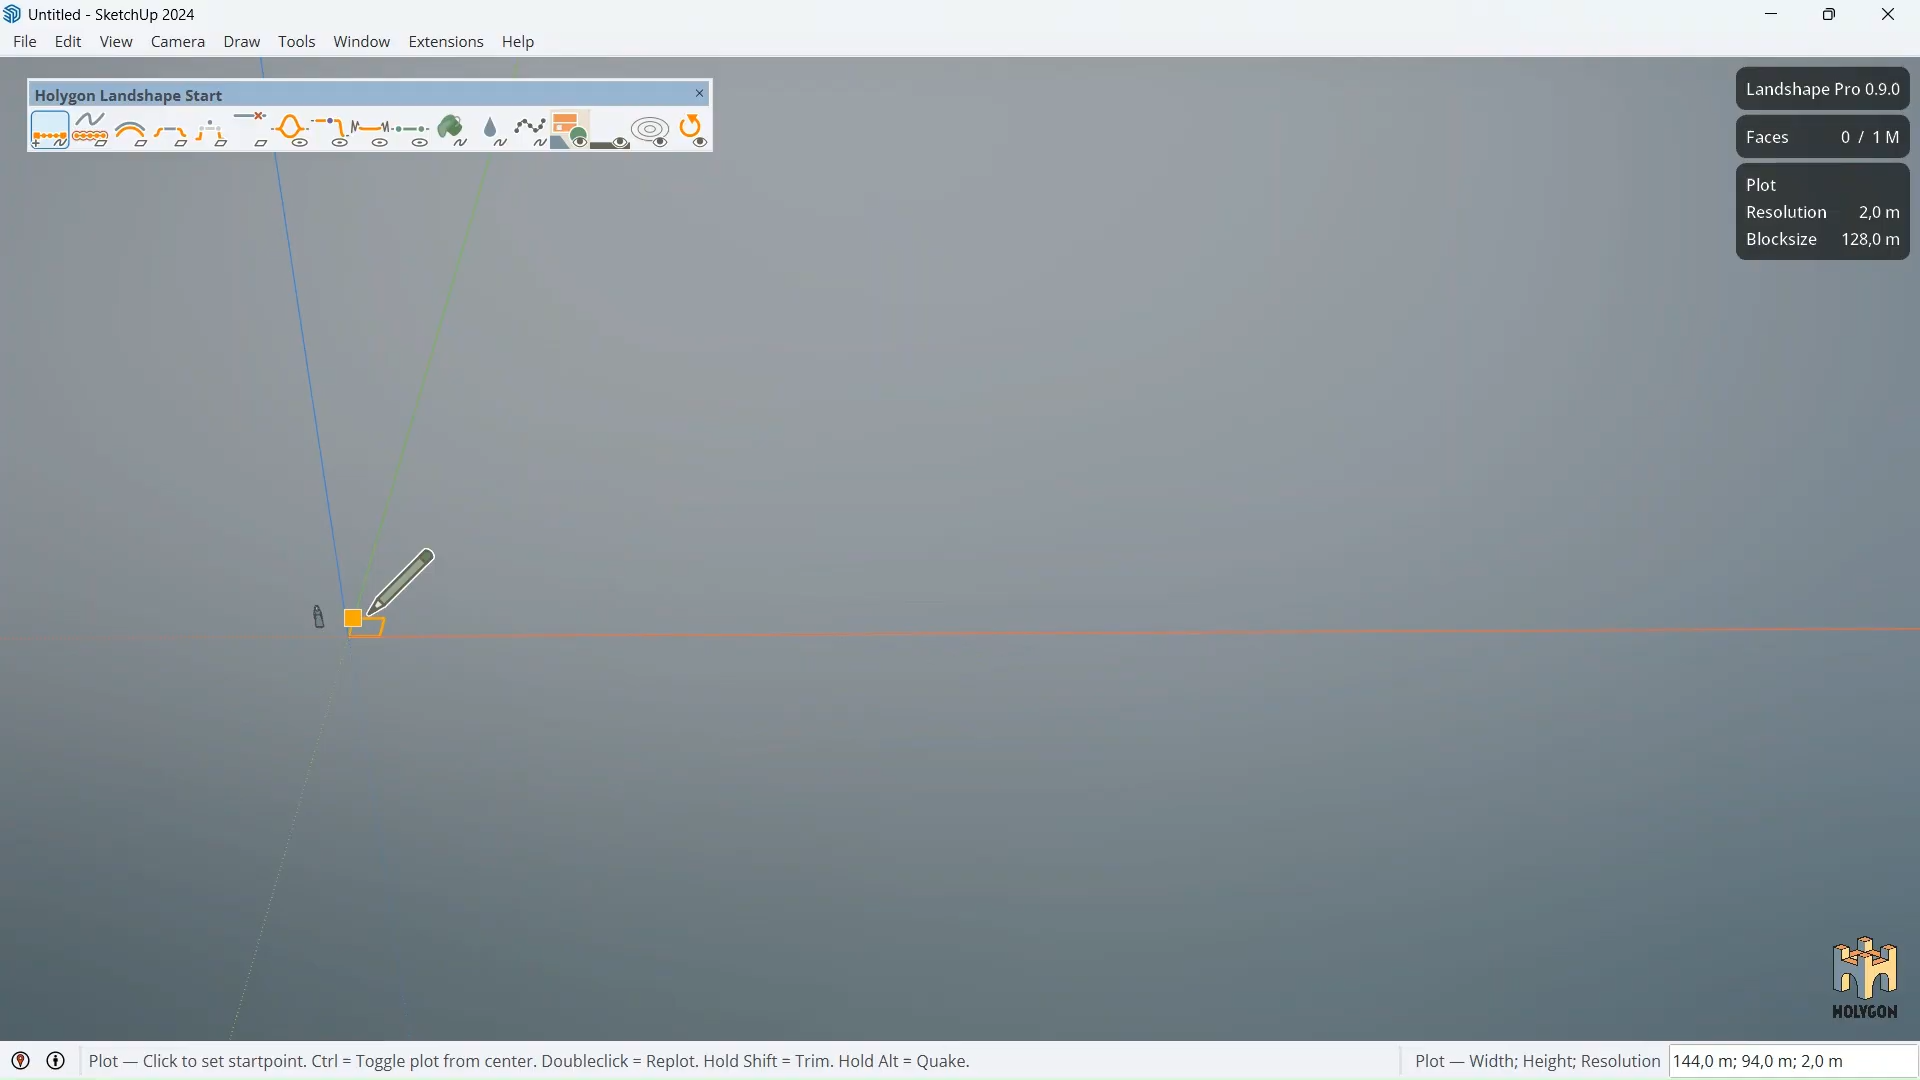 Untitled - SketchUp 2024
File Edit View Camera Draw Tools Window Extensions Help
Holygon Landshape Start
Landshape Pro 0.9.0
Faces 0 / 1 M
Plot
Resolution 2,0 m
Blocksize 128,0 m
HOLYGON
Plot — Click to set startpoint. Ctrl = Toggle plot from center. Doubleclick = Replot. Hold Shift = Trim. Hold Alt = Quake.
Plot — Width; Height; Resolution 144,0 m; 94,0 m; 2,0 m